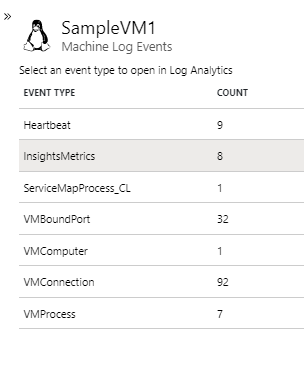 »
SampleVM1
Machine Log Events
Select an event type to open in Log Analytics
EVENT TYPE COUNT
Heartbeat 9
InsightsMetrics 8
ServiceMapProcess_CL 1
VMBoundPort 32
VMComputer 1
VMConnection 92
VMProcess 7